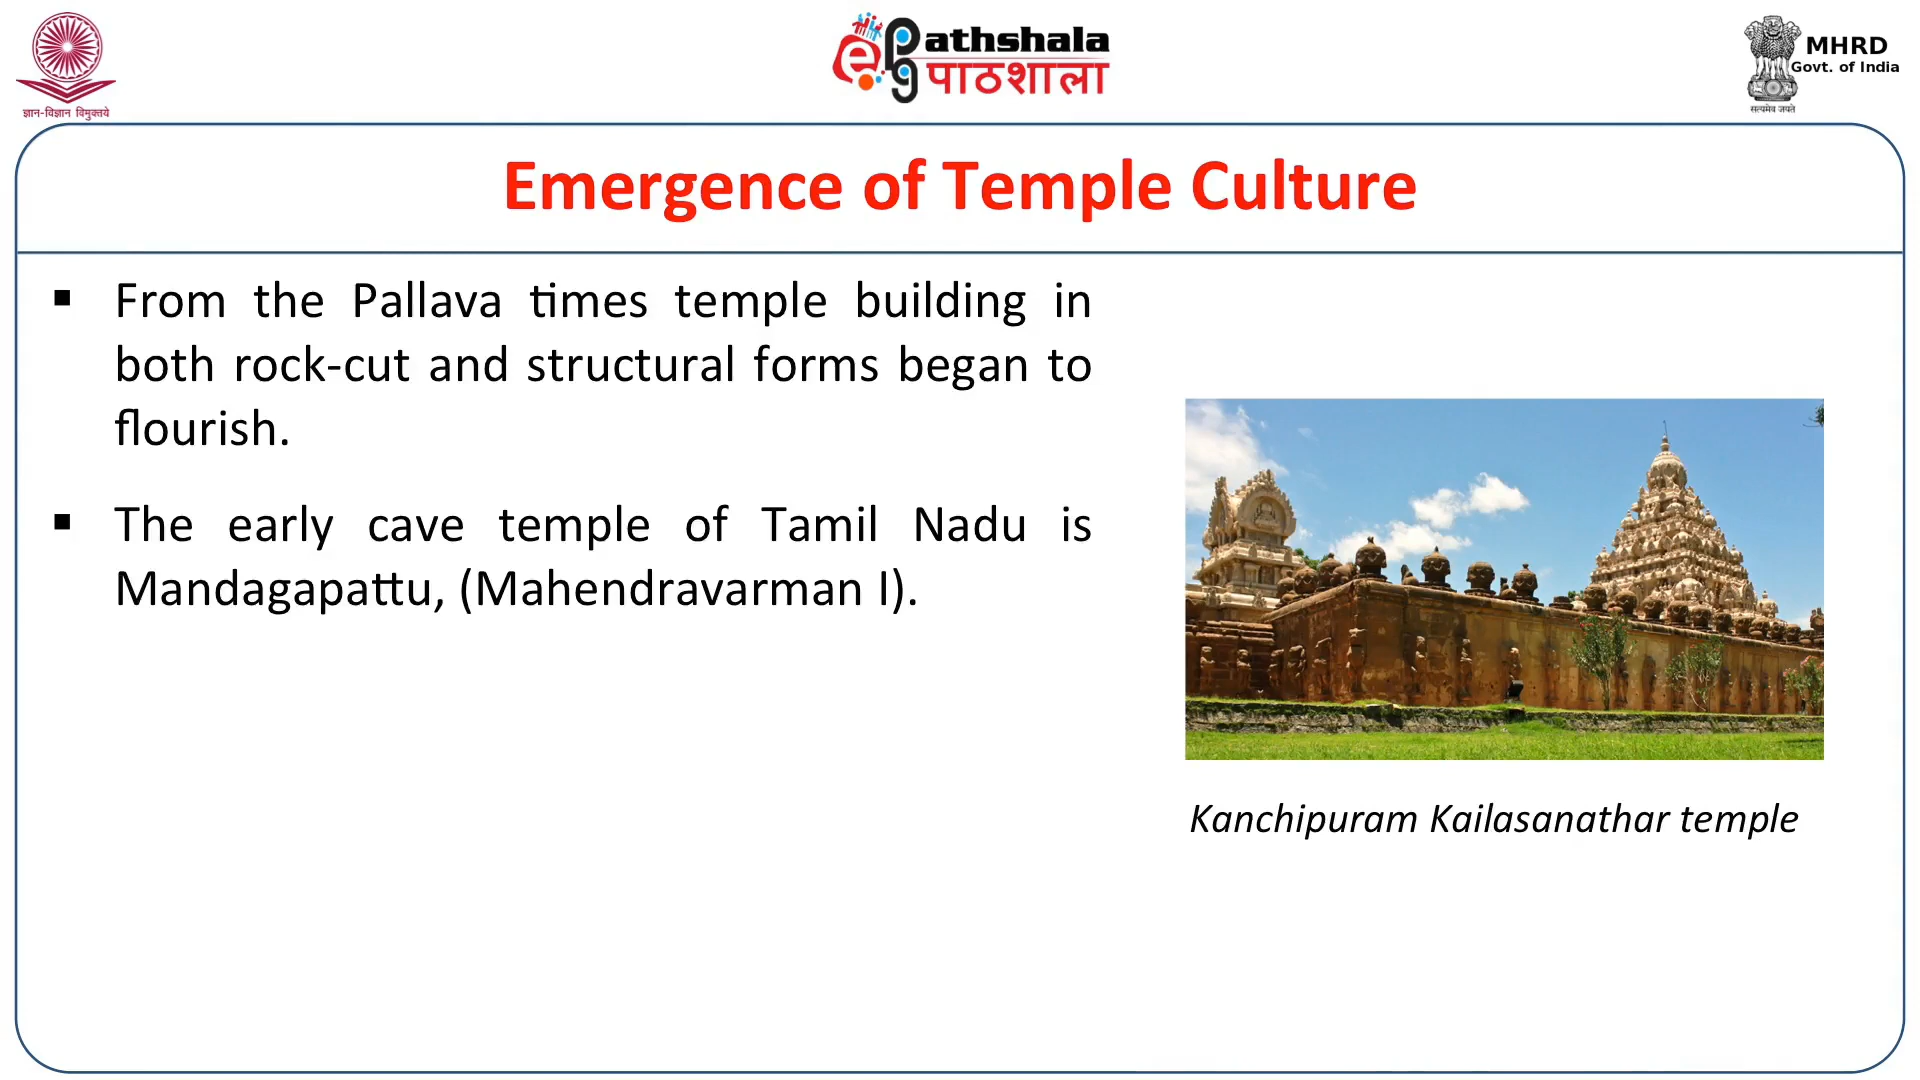 ज्ञान-विज्ञान विमुक्तये
ePG Pathshala
पाठशाला
MHRD
Govt. of India
सत्यमेव जयते
Emergence of Temple Culture
▪ From the Pallava times temple building in
both rock-cut and structural forms began to
flourish.
▪ The early cave temple of Tamil Nadu is
Mandagapattu, (Mahendravarman I).
Kanchipuram Kailasanathar temple